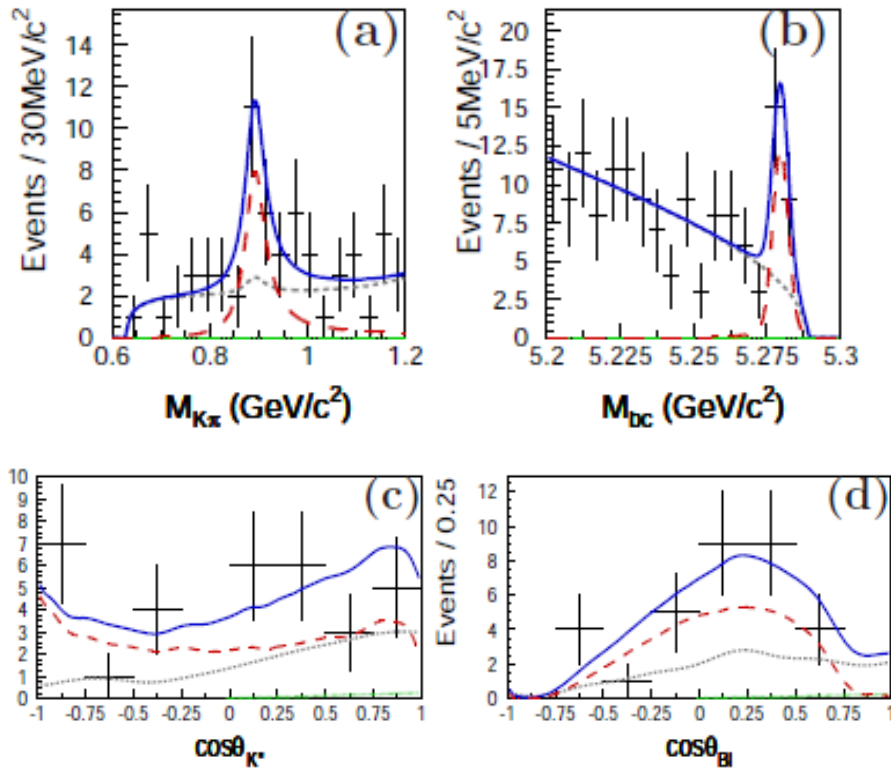 (a)
Events / 30MeV/c²
14
12
10
8
6
4
2
0
0.6 0.8 1 1.2
M_Kπ (GeV/c²)
(b)
Events / 5MeV/c²
20
17.5
15
12.5
10
7.5
5
2.5
0
5.2 5.225 5.25 5.275 5.3
M_bc (GeV/c²)
(c)
10
9
8
7
6
5
4
3
2
1
0
-1 -0.75 -0.5 -0.25 0 0.25 0.5 0.75 1
cosθ_K*
(d)
Events / 0.25
12
10
8
6
4
2
0
-1 -0.75 -0.5 -0.25 0 0.25 0.5 0.75 1
cosθ_Bl